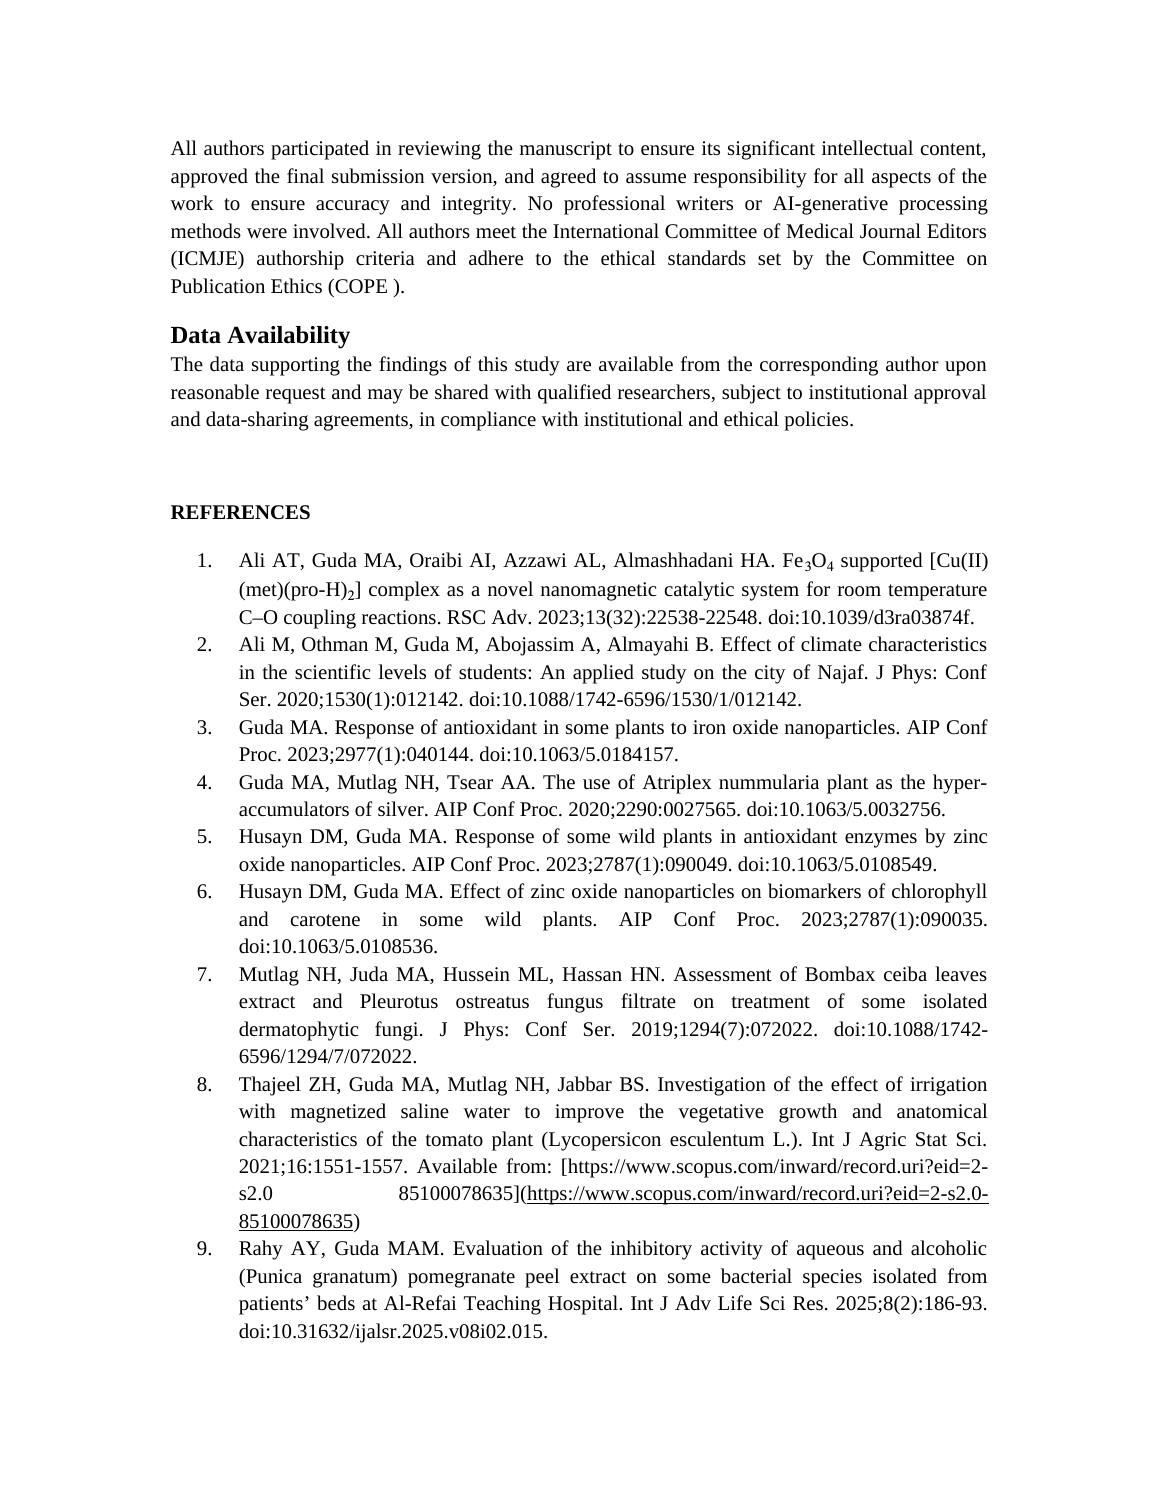 All authors participated in reviewing the manuscript to ensure its significant intellectual content,
approved the final submission version, and agreed to assume responsibility for all aspects of the
work to ensure accuracy and integrity. No professional writers or AI-generative processing
methods were involved. All authors meet the International Committee of Medical Journal Editors
(ICMJE) authorship criteria and adhere to the ethical standards set by the Committee on
Publication Ethics (COPE ).
Data Availability
The data supporting the findings of this study are available from the corresponding author upon
reasonable request and may be shared with qualified researchers, subject to institutional approval
and data-sharing agreements, in compliance with institutional and ethical policies.
REFERENCES
1. Ali AT, Guda MA, Oraibi AI, Azzawi AL, Almashhadani HA. Fe₃O₄ supported [Cu(II)
(met)(pro-H)₂] complex as a novel nanomagnetic catalytic system for room temperature
C–O coupling reactions. RSC Adv. 2023;13(32):22538-22548. doi:10.1039/d3ra03874f.
2. Ali M, Othman M, Guda M, Abojassim A, Almayahi B. Effect of climate characteristics
in the scientific levels of students: An applied study on the city of Najaf. J Phys: Conf
Ser. 2020;1530(1):012142. doi:10.1088/1742-6596/1530/1/012142.
3. Guda MA. Response of antioxidant in some plants to iron oxide nanoparticles. AIP Conf
Proc. 2023;2977(1):040144. doi:10.1063/5.0184157.
4. Guda MA, Mutlag NH, Tsear AA. The use of Atriplex nummularia plant as the hyper-
accumulators of silver. AIP Conf Proc. 2020;2290:0027565. doi:10.1063/5.0032756.
5. Husayn DM, Guda MA. Response of some wild plants in antioxidant enzymes by zinc
oxide nanoparticles. AIP Conf Proc. 2023;2787(1):090049. doi:10.1063/5.0108549.
6. Husayn DM, Guda MA. Effect of zinc oxide nanoparticles on biomarkers of chlorophyll
and carotene in some wild plants. AIP Conf Proc. 2023;2787(1):090035.
doi:10.1063/5.0108536.
7. Mutlag NH, Juda MA, Hussein ML, Hassan HN. Assessment of Bombax ceiba leaves
extract and Pleurotus ostreatus fungus filtrate on treatment of some isolated
dermatophytic fungi. J Phys: Conf Ser. 2019;1294(7):072022. doi:10.1088/1742-
6596/1294/7/072022.
8. Thajeel ZH, Guda MA, Mutlag NH, Jabbar BS. Investigation of the effect of irrigation
with magnetized saline water to improve the vegetative growth and anatomical
characteristics of the tomato plant (Lycopersicon esculentum L.). Int J Agric Stat Sci.
2021;16:1551-1557. Available from: [https://www.scopus.com/inward/record.uri?eid=2-
s2.0 85100078635](https://www.scopus.com/inward/record.uri?eid=2-s2.0-
85100078635)
9. Rahy AY, Guda MAM. Evaluation of the inhibitory activity of aqueous and alcoholic
(Punica granatum) pomegranate peel extract on some bacterial species isolated from
patients’ beds at Al-Refai Teaching Hospital. Int J Adv Life Sci Res. 2025;8(2):186-93.
doi:10.31632/ijalsr.2025.v08i02.015.